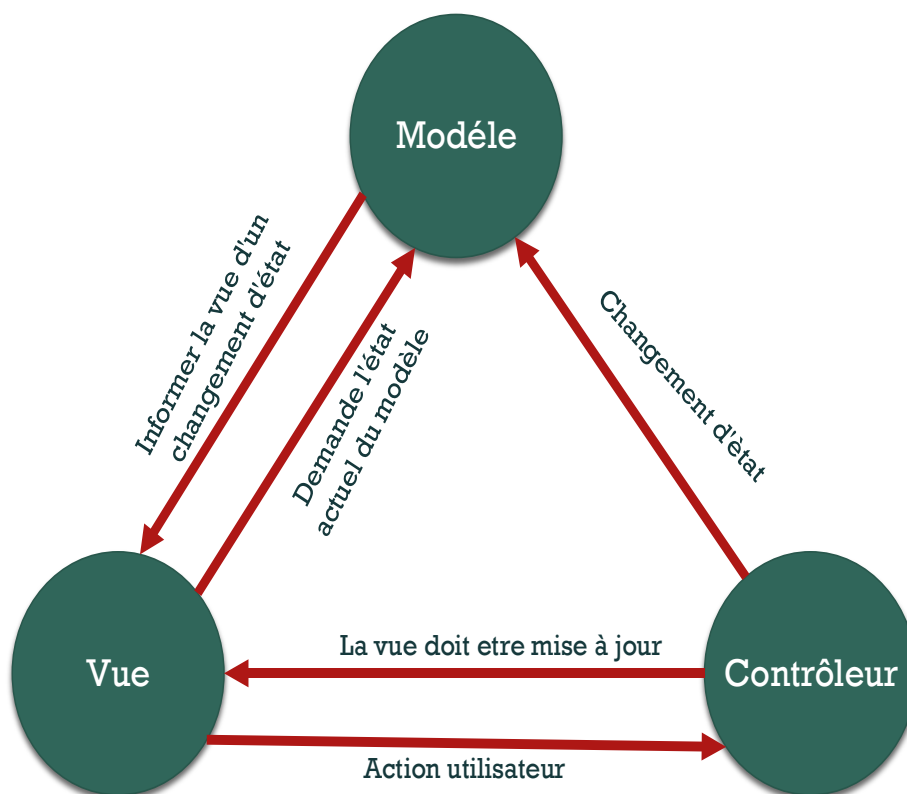 Modéle
Informer la vue d'un
changement d'état
Demande l'état
actuel du modèle
Changement d'ètat
Vue
La vue doit etre mise à jour
Contrôleur
Action utilisateur